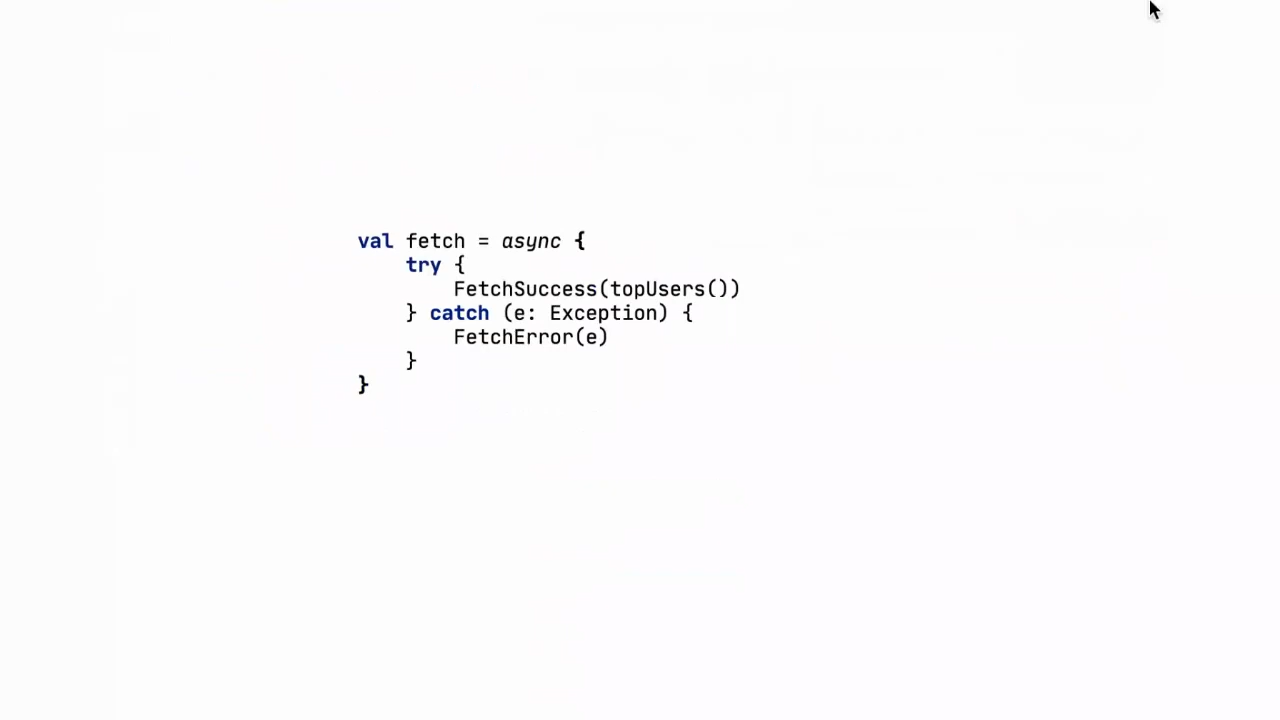 val fetch = async {
    try {
        FetchSuccess(topUsers())
    } catch (e: Exception) {
        FetchError(e)
    }
}